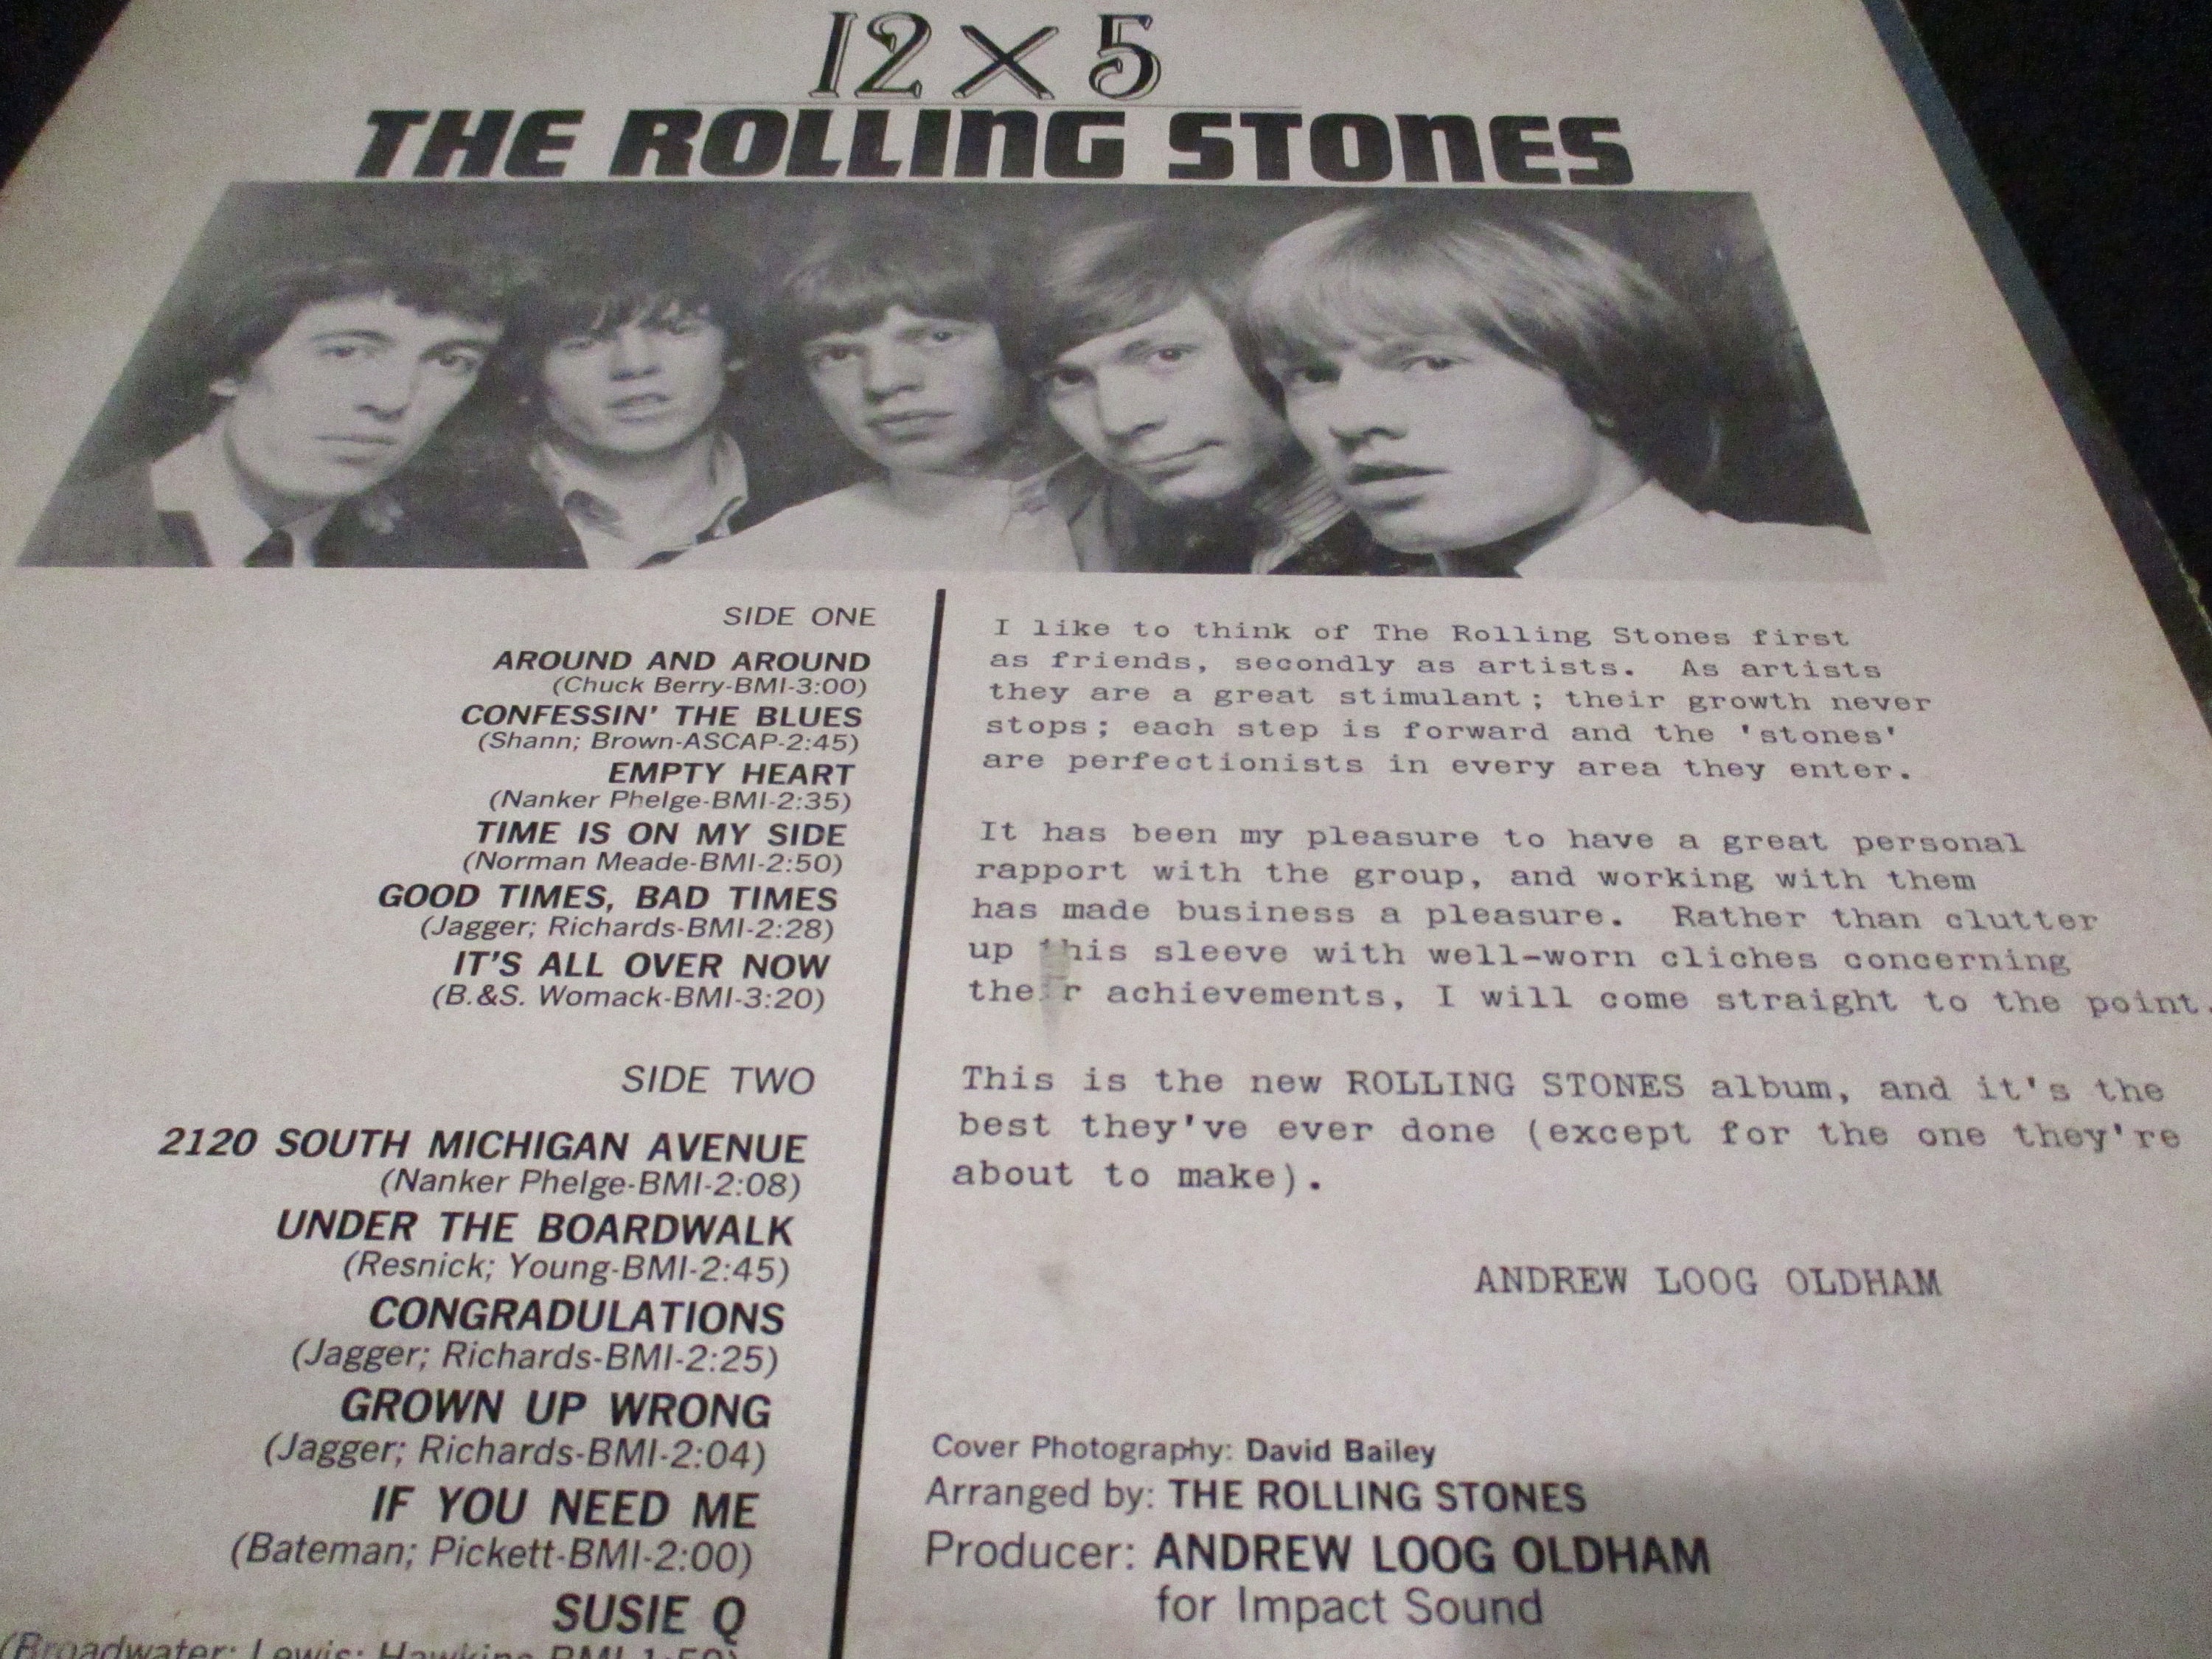 12 X 5
THE ROLLING STONES
SIDE ONE
AROUND AND AROUND
(Chuck Berry-BMI-3:00)
CONFESSIN' THE BLUES
(Shann; Brown-ASCAP-2:45)
EMPTY HEART
(Nanker Phelge-BMI-2:35)
TIME IS ON MY SIDE
(Norman Meade-BMI-2:50)
GOOD TIMES, BAD TIMES
(Jagger; Richards-BMI-2:28)
IT'S ALL OVER NOW
(B.&S. Womack-BMI-3:20)
SIDE TWO
2120 SOUTH MICHIGAN AVENUE
(Nanker Phelge-BMI-2:08)
UNDER THE BOARDWALK
(Resnick; Young-BMI-2:45)
CONGRADULATIONS
(Jagger; Richards-BMI-2:25)
GROWN UP WRONG
(Jagger; Richards-BMI-2:04)
IF YOU NEED ME
(Bateman; Pickett-BMI-2:00)
SUSIE Q
(Broadwater; Lewis; Hawkins-BMI-1:59)
I like to think of The Rolling Stones first
as friends, secondly as artists. As artists
they are a great stimulant; their growth never
stops; each step is forward and the 'stones'
are perfectionists in every area they enter.
It has been my pleasure to have a great personal
rapport with the group, and working with them
has made business a pleasure. Rather than clutter
up this sleeve with well-worn cliches concerning
their achievements, I will come straight to the point.
This is the new ROLLING STONES album, and it's the
best they've ever done (except for the one they're
about to make).
ANDREW LOOG OLDHAM
Cover Photography: David Bailey
Arranged by: THE ROLLING STONES
Producer: ANDREW LOOG OLDHAM
for Impact Sound